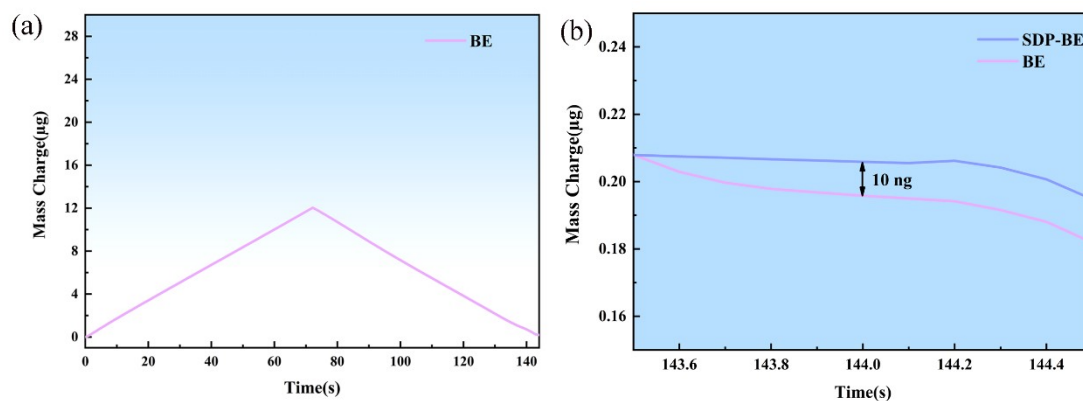 (a)
BE
28
24
20
16
12
8
4
0
Mass Charge(μg)
0 20 40 60 80 100 120 140
Time(s)
(b)
SDP-BE
BE
0.24
0.22
0.20
0.18
0.16
10 ng
Mass Charge(μg)
143.6 143.8 144.0 144.2 144.4
Time(s)